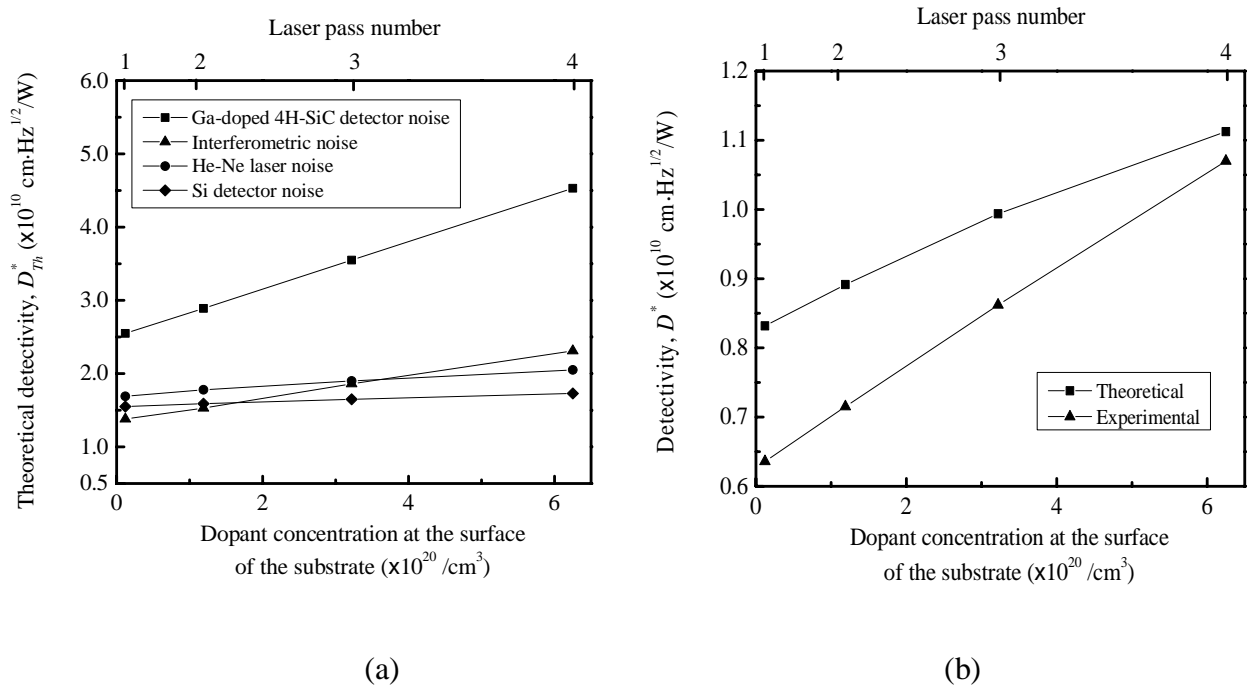 Laser pass number
1 2 3 4
6.0
5.0
4.0
3.0
2.0
1.0
0.5
Theoretical detectivity, D*Th (x10^10 cm·Hz^1/2/W)
Ga-doped 4H-SiC detector noise
Interferometric noise
He-Ne laser noise
Si detector noise
0 2 4 6
Dopant concentration at the surface
of the substrate (x10^20 /cm^3)
(a)
Laser pass number
1 2 3 4
1.2
1.1
1.0
0.9
0.8
0.7
0.6
Detectivity, D* (x10^10 cm·Hz^1/2/W)
Theoretical
Experimental
0 2 4 6
Dopant concentration at the surface
of the substrate (x10^20 /cm^3)
(b)